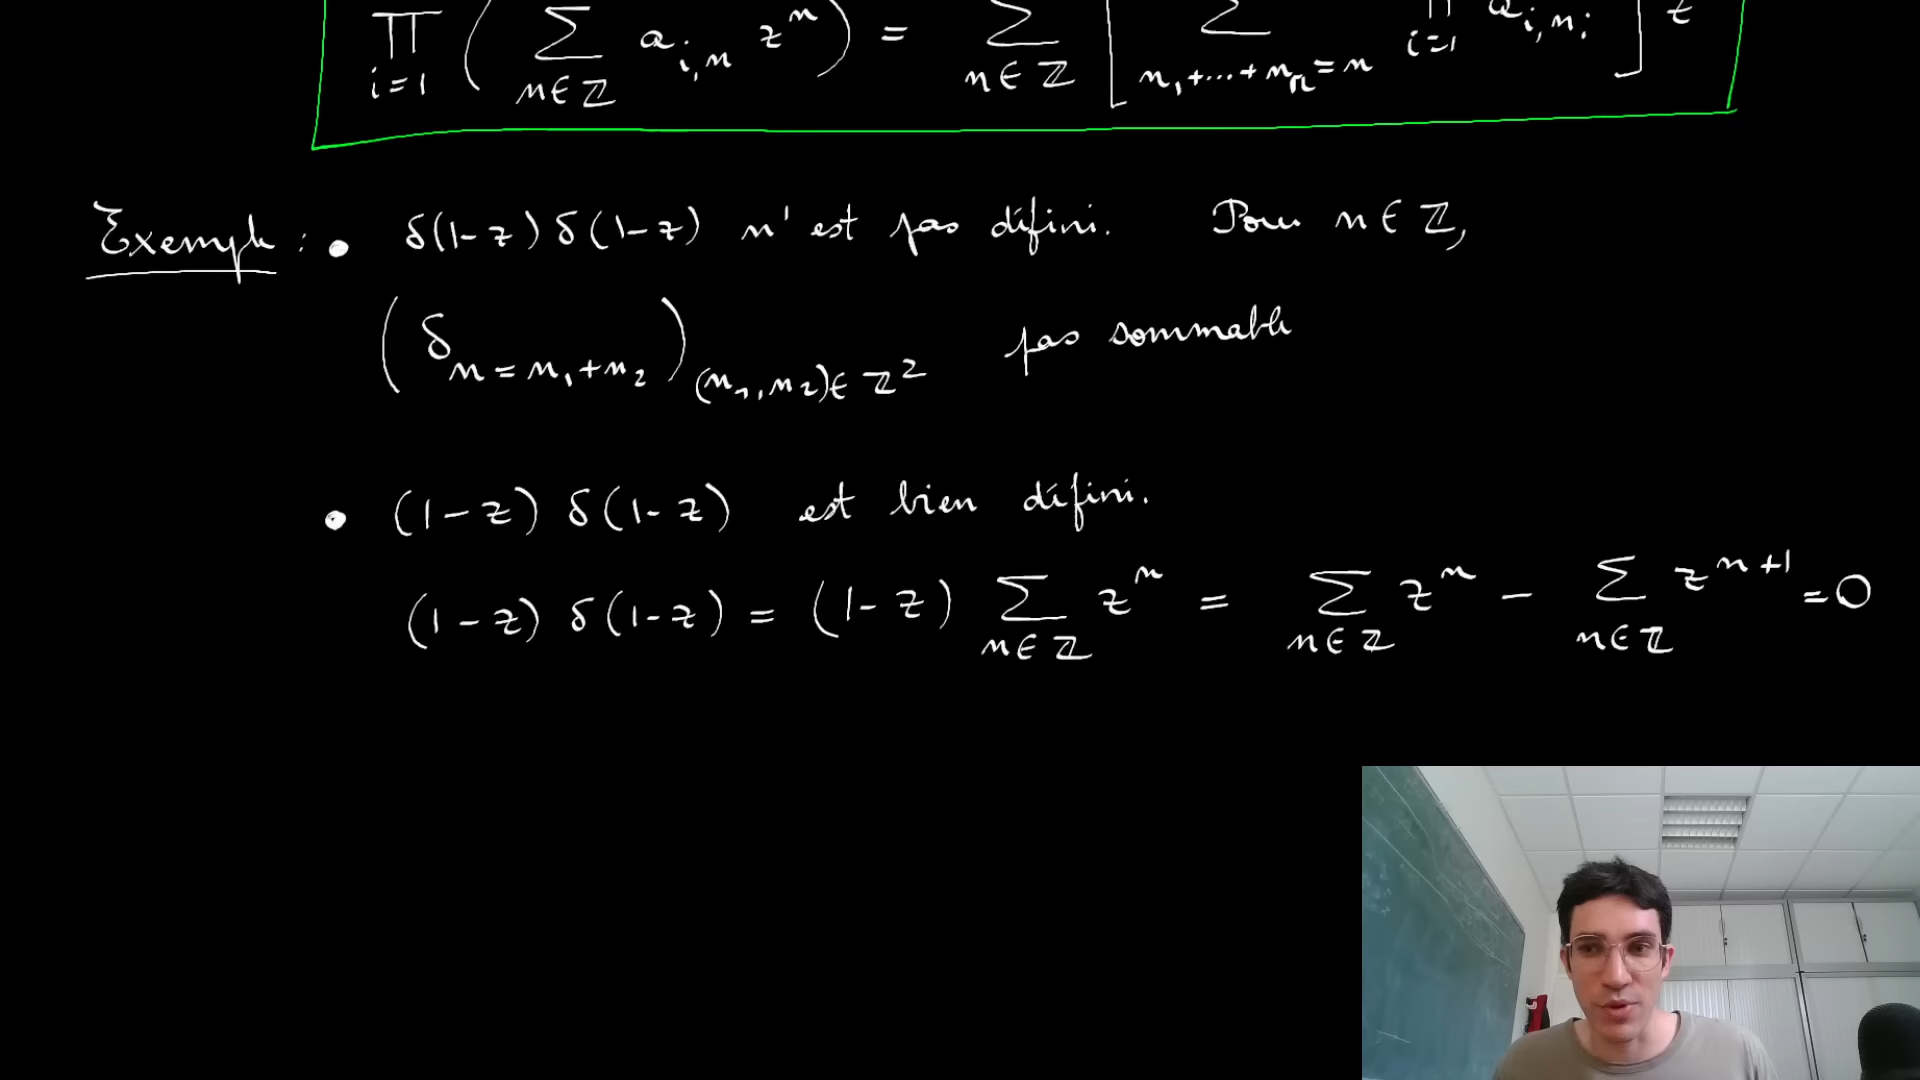 ∏_{i=1} ( ∑_{n∈ℤ} a_{i,n} z^n ) = ∑_{n∈ℤ} [ ∑_{n_1+...+n_r=n} ∏_{i=1} a_{i,n_i} ] z
Exemple : • δ(1-z) δ(1-z) n'est pas défini. Pour n ∈ ℤ,
( δ_{n=n_1+n_2} )_{(n_1,n_2)∈ℤ^2} pas sommable
• (1-z) δ(1-z) est bien défini.
(1-z) δ(1-z) = (1-z) ∑_{n∈ℤ} z^n = ∑_{n∈ℤ} z^n - ∑_{n∈ℤ} z^{n+1} = 0